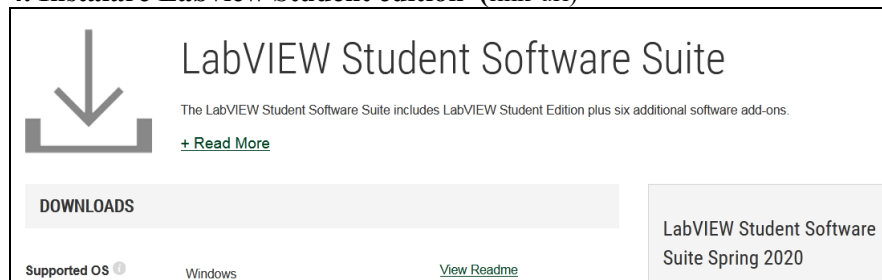 LabVIEW Student Software Suite
The LabVIEW Student Software Suite includes LabVIEW Student Edition plus six additional software add-ons.
+ Read More
DOWNLOADS
LabVIEW Student Software
Suite Spring 2020
Supported OS
Windows
View Readme